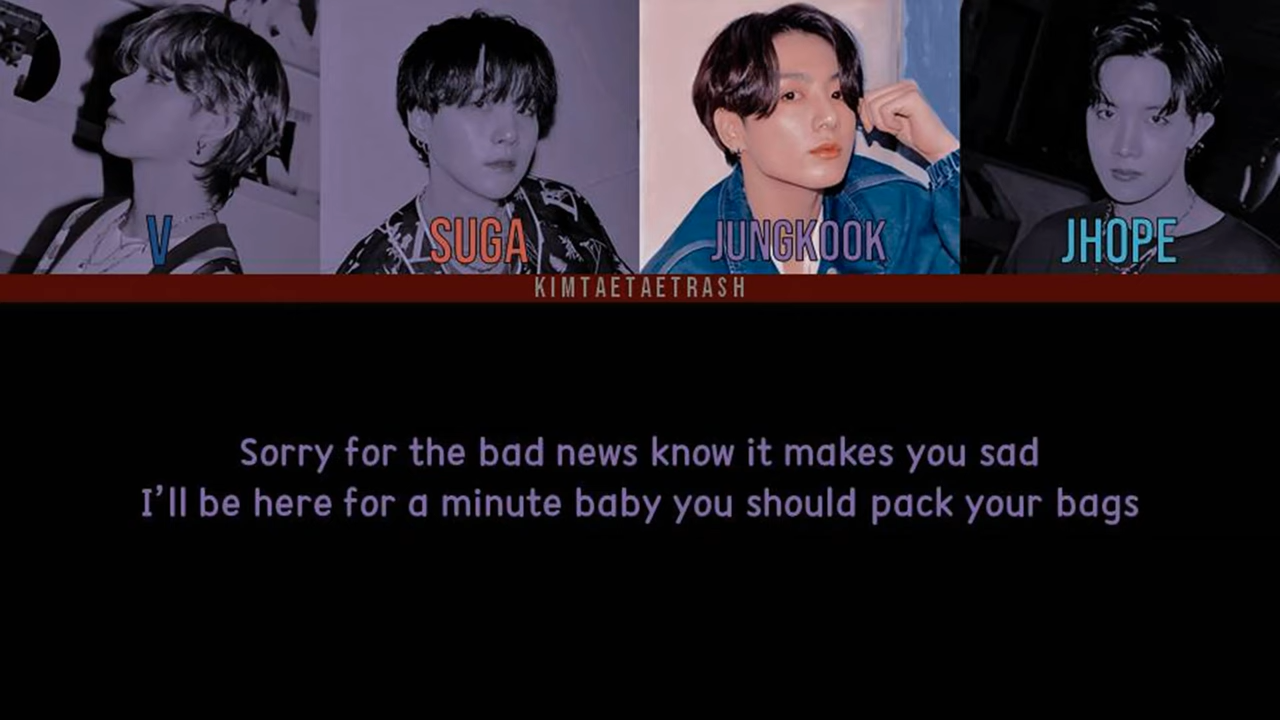 V
SUGA
JUNGKOOK
JHOPE
KIMTAETAETRASH
Sorry for the bad news know it makes you sad
I'll be here for a minute baby you should pack your bags